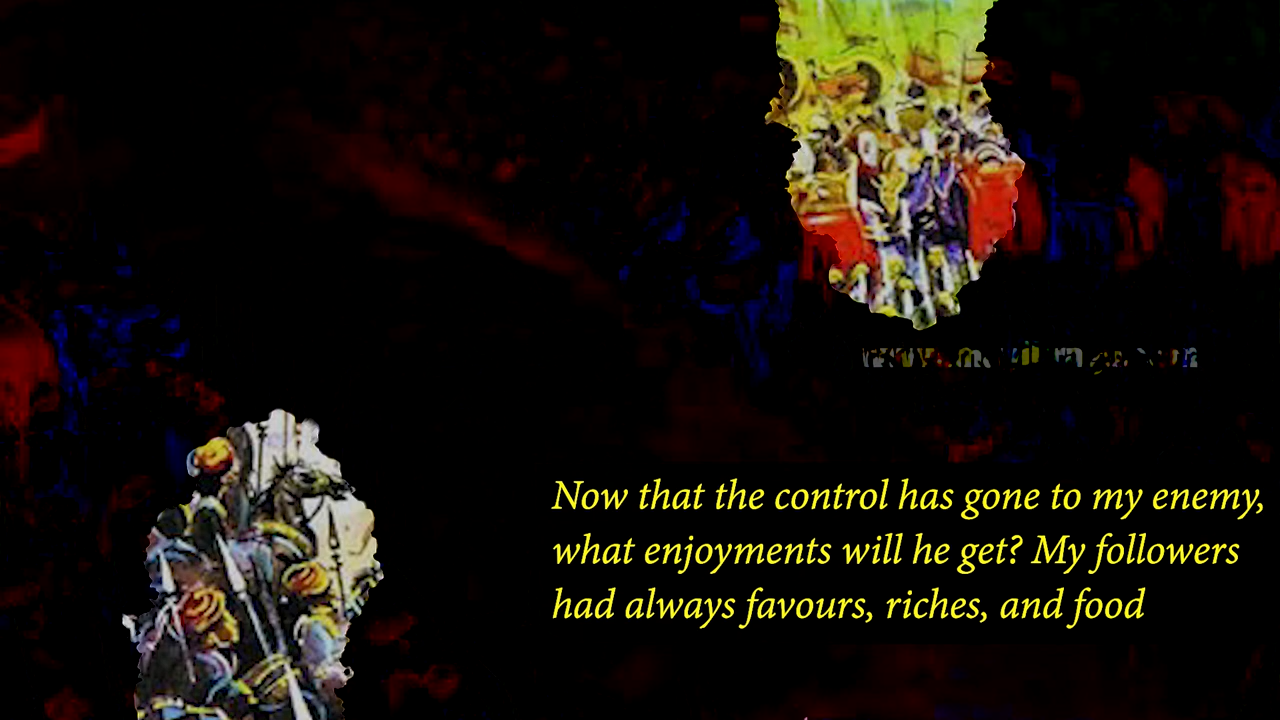 Now that the control has gone to my enemy,
what enjoyments will he get? My followers
had always favours, riches, and food